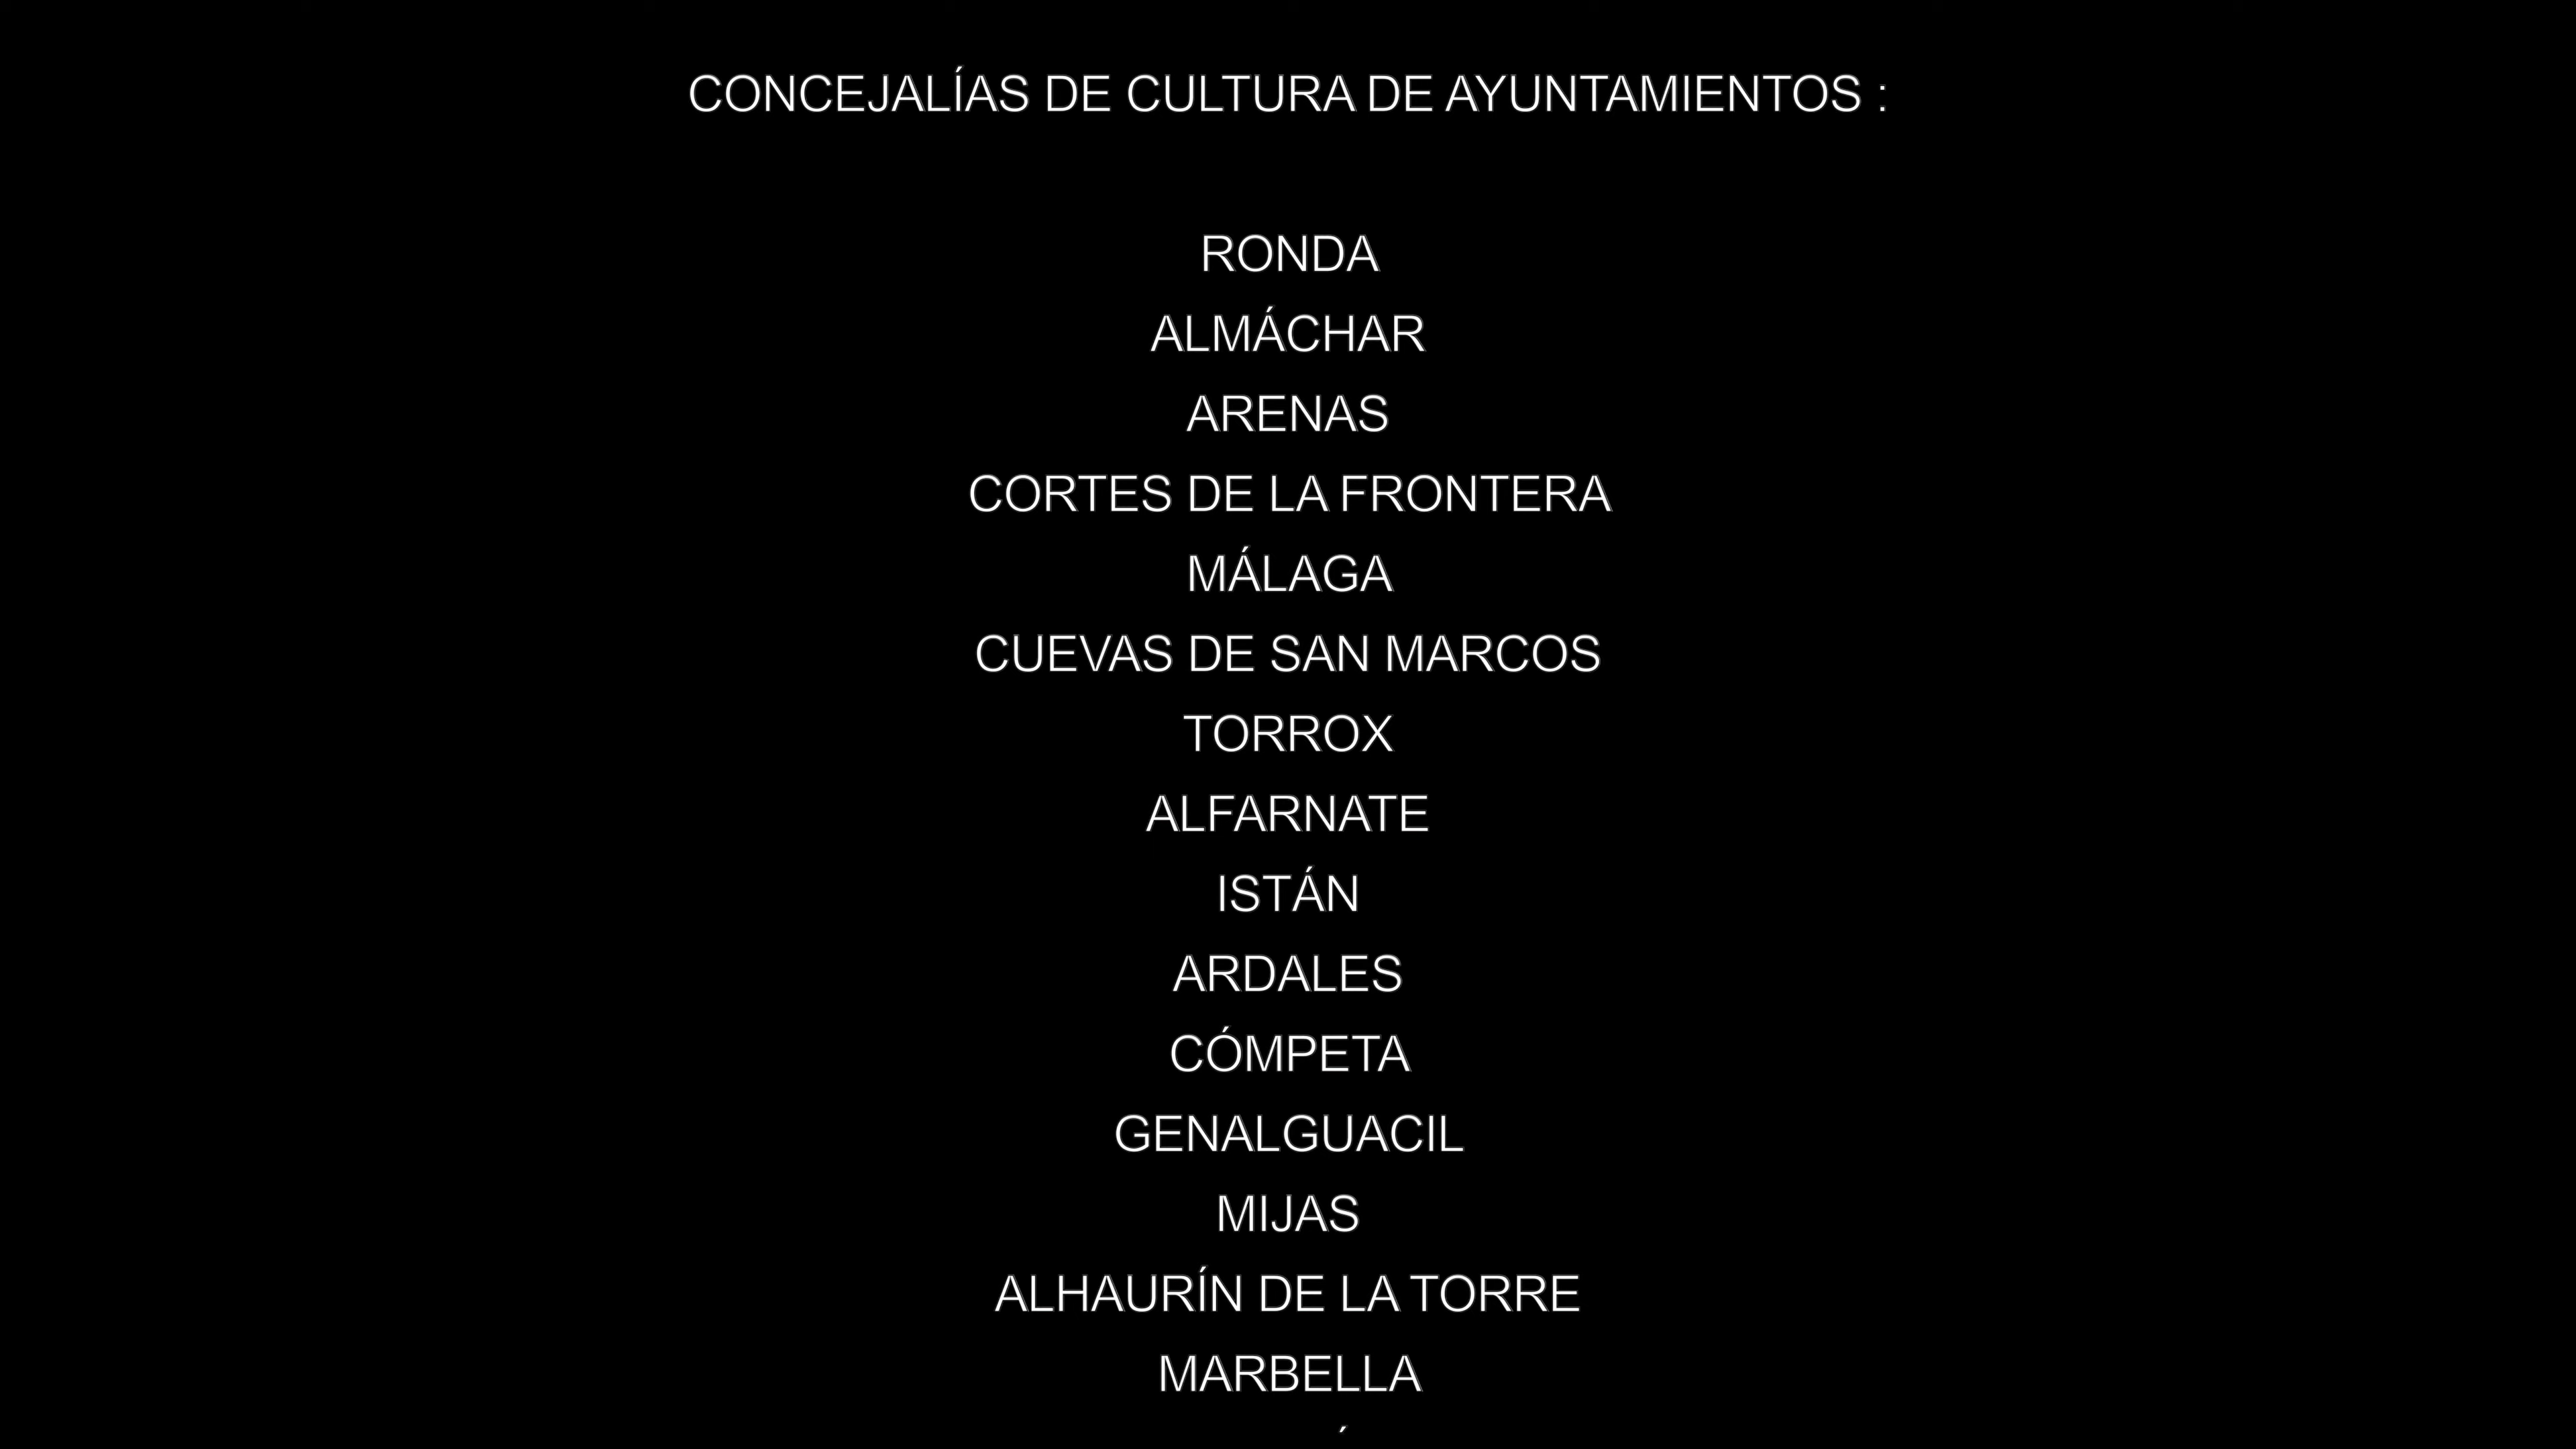 CONCEJALÍAS DE CULTURA DE AYUNTAMIENTOS :
RONDA
ALMÁCHAR
ARENAS
CORTES DE LA FRONTERA
MÁLAGA
CUEVAS DE SAN MARCOS
TORROX
ALFARNATE
ISTÁN
ARDALES
CÓMPETA
GENALGUACIL
MIJAS
ALHAURÍN DE LA TORRE
MARBELLA